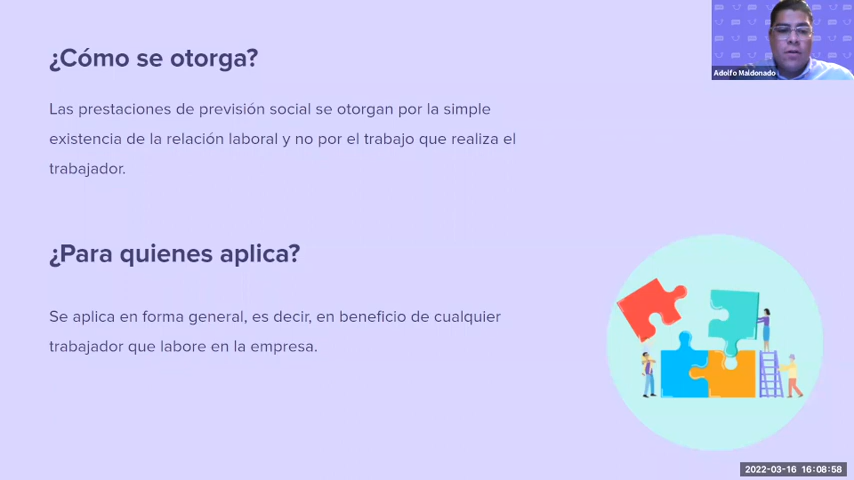 ¿Cómo se otorga?
Las prestaciones de previsión social se otorgan por la simple
existencia de la relación laboral y no por el trabajo que realiza el
trabajador.
¿Para quienes aplica?
Se aplica en forma general, es decir, en beneficio de cualquier
trabajador que labore en la empresa.
Adolfo Maldonado
2022-03-16 16:08:58